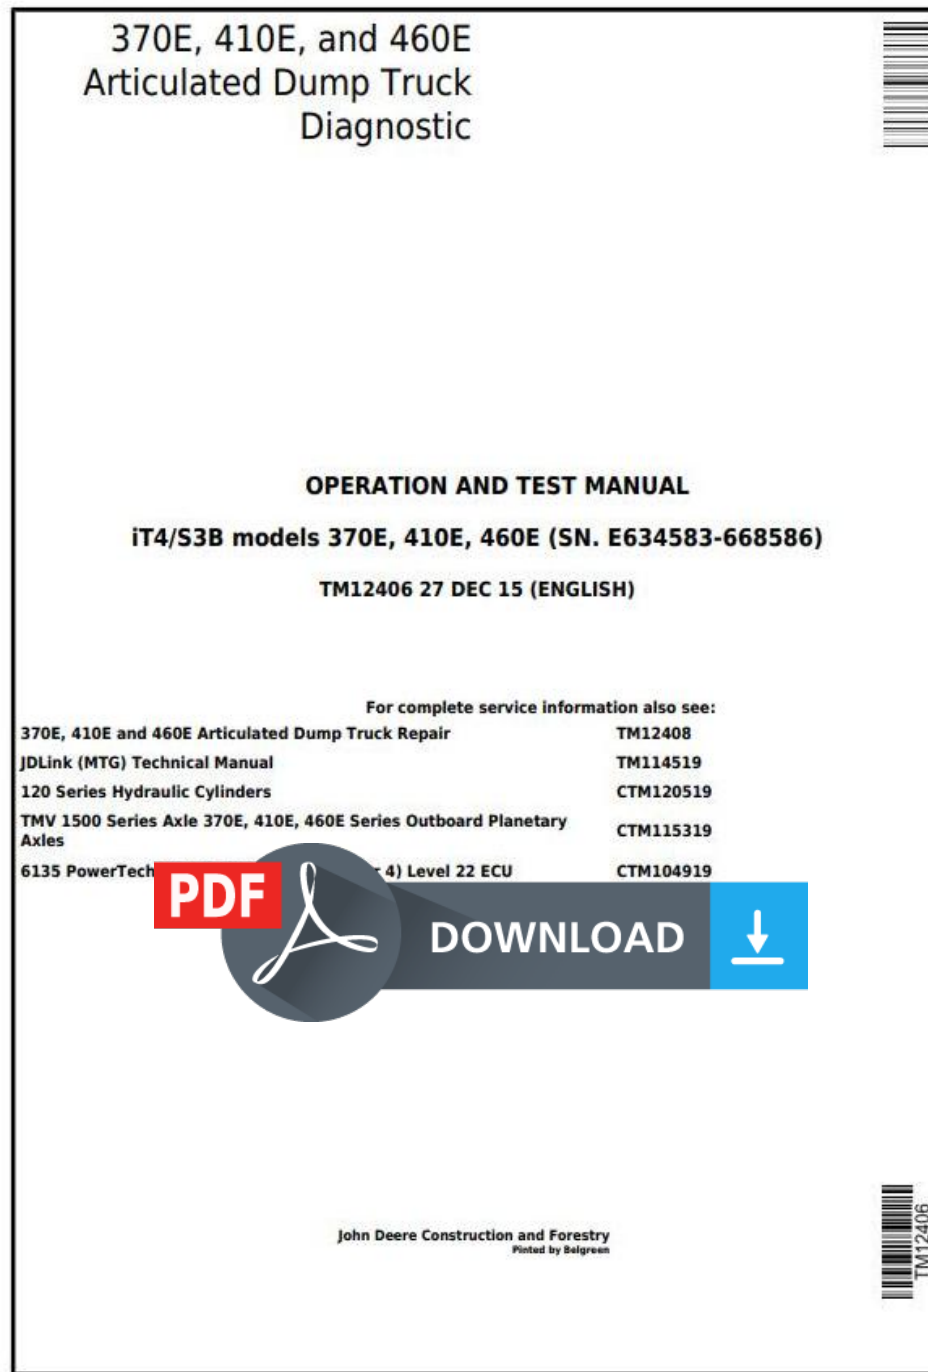 370E, 410E, and 460E
Articulated Dump Truck
Diagnostic
OPERATION AND TEST MANUAL
iT4/S3B models 370E, 410E, 460E (SN. E634583-668586)
TM12406 27 DEC 15 (ENGLISH)
For complete service information also see:
370E, 410E and 460E Articulated Dump Truck Repair TM12408
JDLink (MTG) Technical Manual TM114519
120 Series Hydraulic Cylinders CTM120519
TMV 1500 Series Axle 370E, 410E, 460E Series Outboard Planetary
Axles CTM115319
6135 PowerTech 4) Level 22 ECU CTM104919
PDF
DOWNLOAD
John Deere Construction and Forestry
Pinted by Belgreen
TM12406